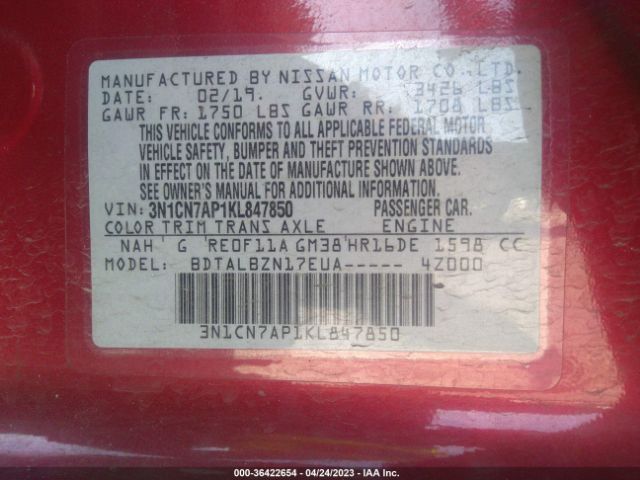 MANUFACTURED BY NISSAN MOTOR CO.,LTD.
DATE: 02/19. GVWR: 3426 LBS
GAWR FR: 1750 LBS GAWR RR: 1708 LBS
THIS VEHICLE CONFORMS TO ALL APPLICABLE FEDERAL MOTOR
VEHICLE SAFETY, BUMPER AND THEFT PREVENTION STANDARDS
IN EFFECT ON THE DATE OF MANUFACTURE SHOWN ABOVE.
SEE OWNER'S MANUAL FOR ADDITIONAL INFORMATION.
VIN: 3N1CN7AP1KL847850 PASSENGER CAR.
COLOR TRIM TRANS AXLE ENGINE
NAH G RE0F11A GM38 HR16DE 1598 CC
MODEL: BDTALBZN17EUA----- 4Z000
3N1CN7AP1KL847850
000-36422654 - 04/24/2023 - IAA Inc.